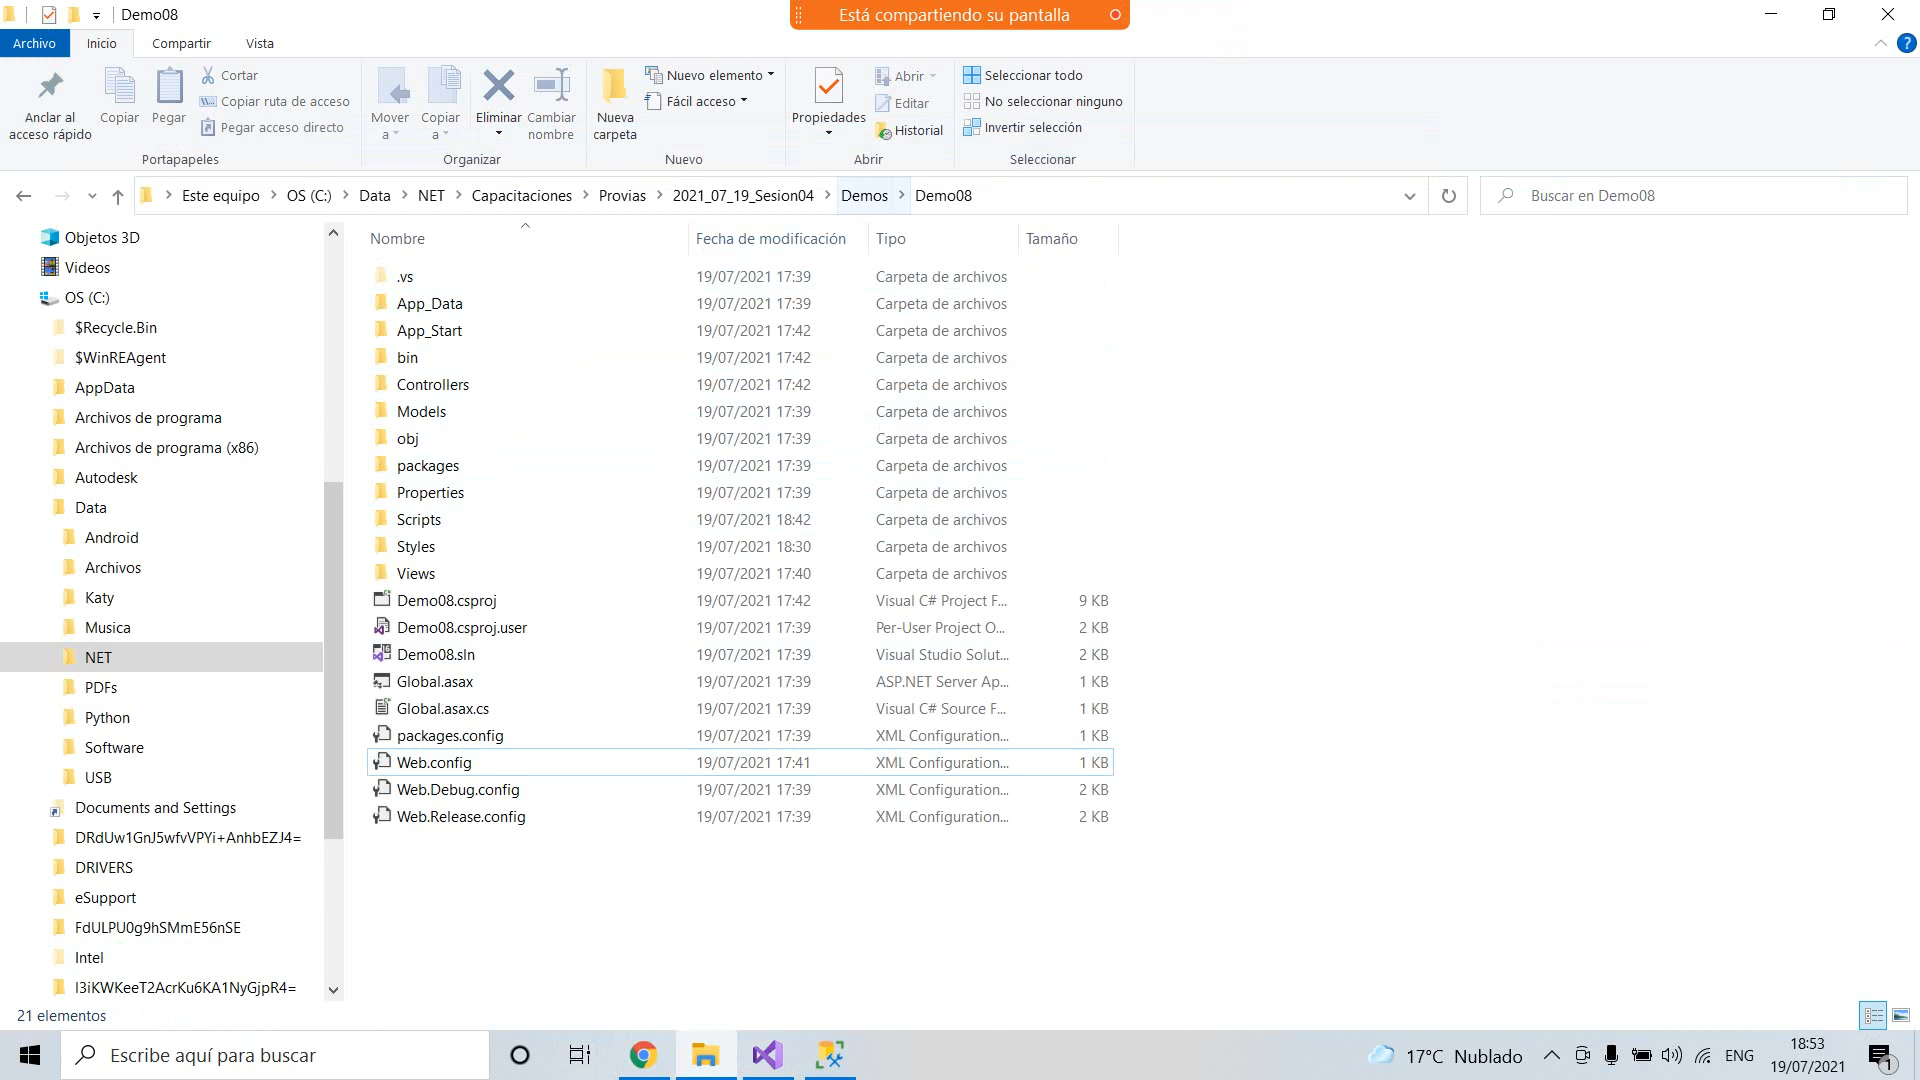 Demo08
Está compartiendo su pantalla
Archivo Inicio Compartir Vista
Anclar al acceso rápido
Copiar
Pegar
Cortar
Copiar ruta de acceso
Pegar acceso directo
Portapapeles
Mover a
Copiar a
Eliminar
Cambiar nombre
Organizar
Nueva carpeta
Nuevo elemento
Fácil acceso
Nuevo
Propiedades
Abrir
Editar
Historial
Abrir
Seleccionar todo
No seleccionar ninguno
Invertir selección
Seleccionar
Este equipo > OS (C:) > Data > NET > Capacitaciones > Provias > 2021_07_19_Sesion04 > Demos > Demo08
Buscar en Demo08
Objetos 3D
Videos
OS (C:)
$Recycle.Bin
$WinREAgent
AppData
Archivos de programa
Archivos de programa (x86)
Autodesk
Data
Android
Archivos
Katy
Musica
NET
PDFs
Python
Software
USB
Documents and Settings
DRdUw1GnJ5wfvVPYi+AnhbEZJ4=
DRIVERS
eSupport
FdULPU0g9hSMmE56nSE
Intel
I3iKWKeeT2AcrKu6KA1NyGjpR4=
Nombre Fecha de modificación Tipo Tamaño
.vs 19/07/2021 17:39 Carpeta de archivos
App_Data 19/07/2021 17:39 Carpeta de archivos
App_Start 19/07/2021 17:42 Carpeta de archivos
bin 19/07/2021 17:42 Carpeta de archivos
Controllers 19/07/2021 17:42 Carpeta de archivos
Models 19/07/2021 17:39 Carpeta de archivos
obj 19/07/2021 17:39 Carpeta de archivos
packages 19/07/2021 17:39 Carpeta de archivos
Properties 19/07/2021 17:39 Carpeta de archivos
Scripts 19/07/2021 18:42 Carpeta de archivos
Styles 19/07/2021 18:30 Carpeta de archivos
Views 19/07/2021 17:40 Carpeta de archivos
Demo08.csproj 19/07/2021 17:42 Visual C# Project F... 9 KB
Demo08.csproj.user 19/07/2021 17:39 Per-User Project O... 2 KB
Demo08.sln 19/07/2021 17:39 Visual Studio Solut... 2 KB
Global.asax 19/07/2021 17:39 ASP.NET Server Ap... 1 KB
Global.asax.cs 19/07/2021 17:39 Visual C# Source F... 1 KB
packages.config 19/07/2021 17:39 XML Configuration... 1 KB
Web.config 19/07/2021 17:41 XML Configuration... 1 KB
Web.Debug.config 19/07/2021 17:39 XML Configuration... 2 KB
Web.Release.config 19/07/2021 17:39 XML Configuration... 2 KB
21 elementos
Escribe aquí para buscar
17°C Nublado
ENG
18:53
19/07/2021
1